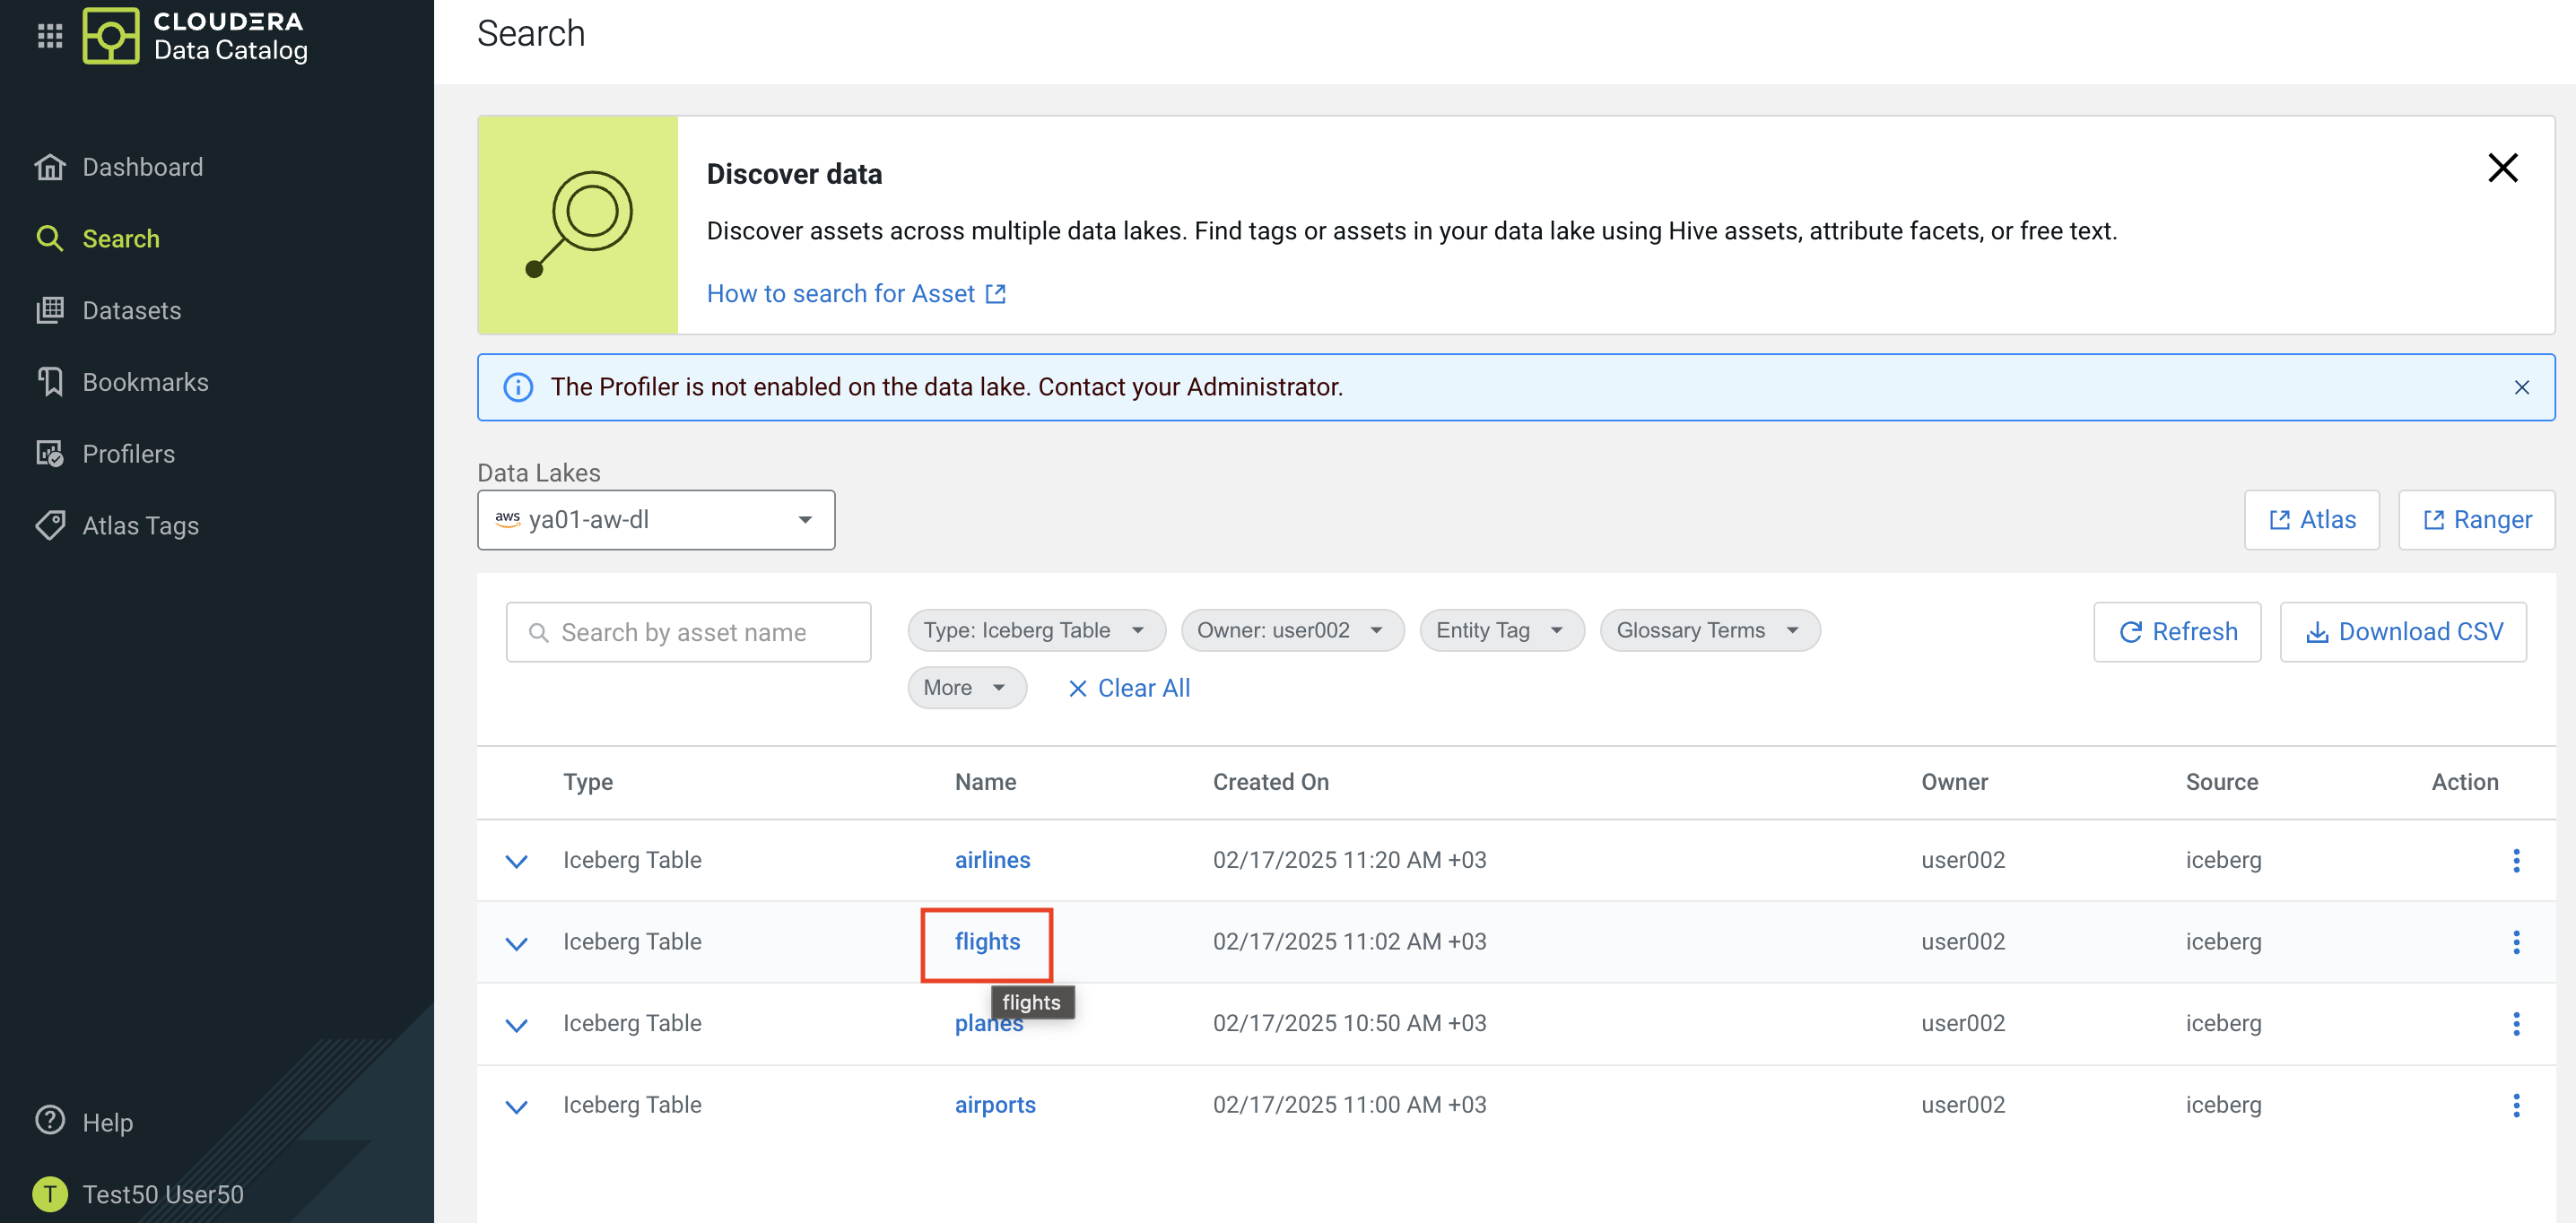 CLOUDERA
Data Catalog
Dashboard
Search
Datasets
Bookmarks
Profilers
Atlas Tags
Help
T Test50 User50
Search
Discover data
Discover assets across multiple data lakes. Find tags or assets in your data lake using Hive assets, attribute facets, or free text.
How to search for Asset
The Profiler is not enabled on the data lake. Contact your Administrator.
Data Lakes
aws ya01-aw-dl
Atlas Ranger
Search by asset name Type: Iceberg Table Owner: user002 Entity Tag Glossary Terms Refresh Download CSV
More Clear All
Type Name Created On Owner Source Action
Iceberg Table airlines 02/17/2025 11:20 AM +03 user002 iceberg
Iceberg Table flights 02/17/2025 11:02 AM +03 user002 iceberg
flights
Iceberg Table planes 02/17/2025 10:50 AM +03 user002 iceberg
Iceberg Table airports 02/17/2025 11:00 AM +03 user002 iceberg